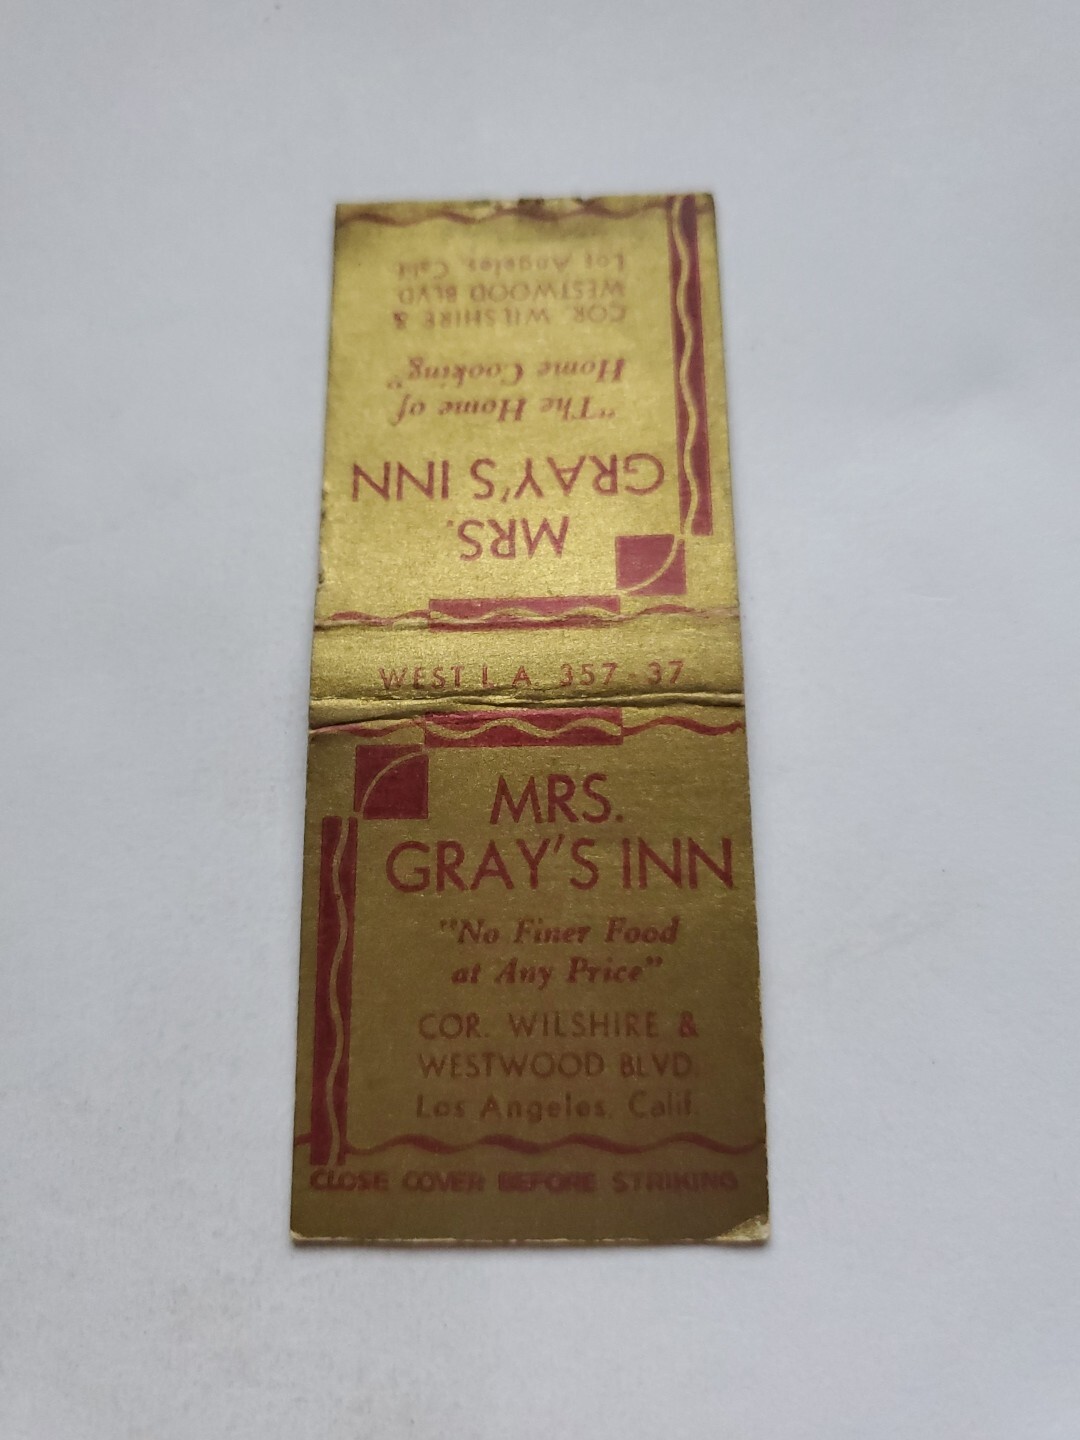 MRS.
GRAY'S INN
"The Home of
Home Cooking"
COR. WILSHIRE &
WESTWOOD BLVD.
Los Angeles, Calif.
WEST L. A. 357-37
MRS.
GRAY'S INN
"No Finer Food
at Any Price"
COR. WILSHIRE &
WESTWOOD BLVD.
Los Angeles, Calif.
CLOSE COVER BEFORE STRIKING